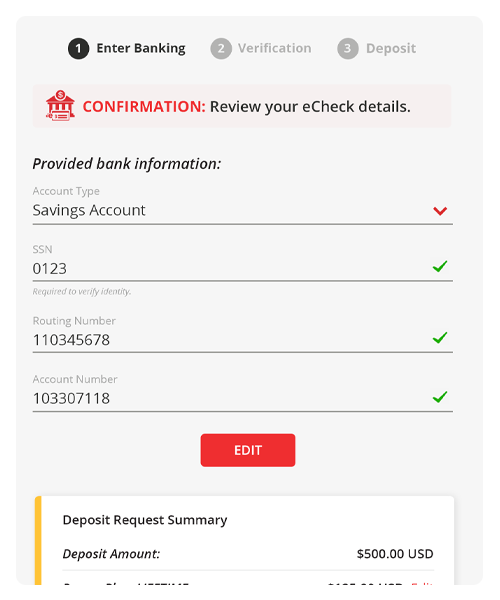 1 Enter Banking 2 Verification 3 Deposit
$
CONFIRMATION: Review your eCheck details.
Provided bank information:
Account Type
Savings Account
SSN
0123
Required to verify identity.
Routing Number
110345678
Account Number
103307118
EDIT
Deposit Request Summary
Deposit Amount: $500.00 USD